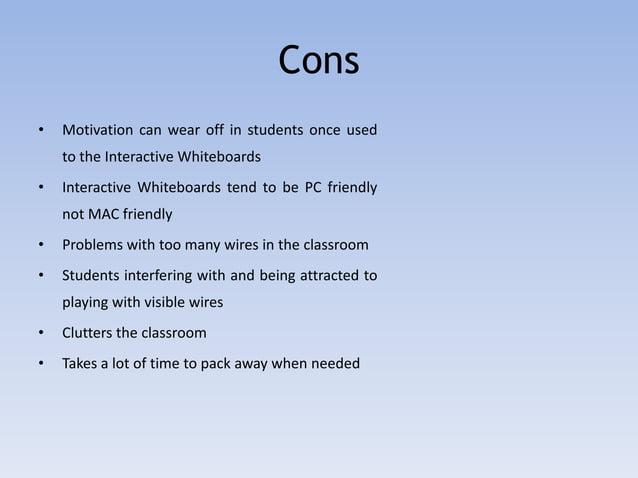 Cons
• Motivation can wear off in students once used
to the Interactive Whiteboards
• Interactive Whiteboards tend to be PC friendly
not MAC friendly
• Problems with too many wires in the classroom
• Students interfering with and being attracted to
playing with visible wires
• Clutters the classroom
• Takes a lot of time to pack away when needed